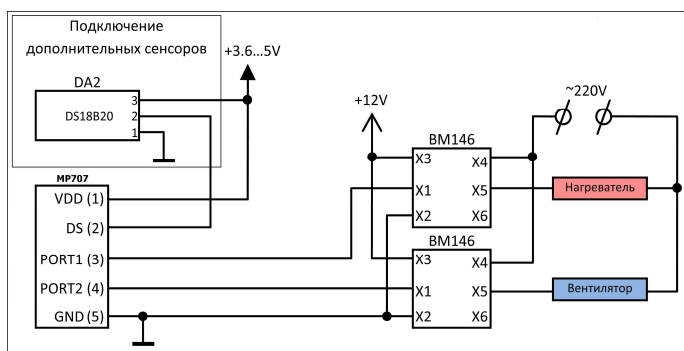 Подключение
дополнительных сенсоров
+3.6...5V
DA2
DS18B20
3
2
1
+12V
~220V
MP707
VDD (1)
DS (2)
PORT1 (3)
PORT2 (4)
GND (5)
BM146
X3
X4
X1
X5
X2
X6
Нагреватель
BM146
X3
X4
X1
X5
X2
X6
Вентилятор